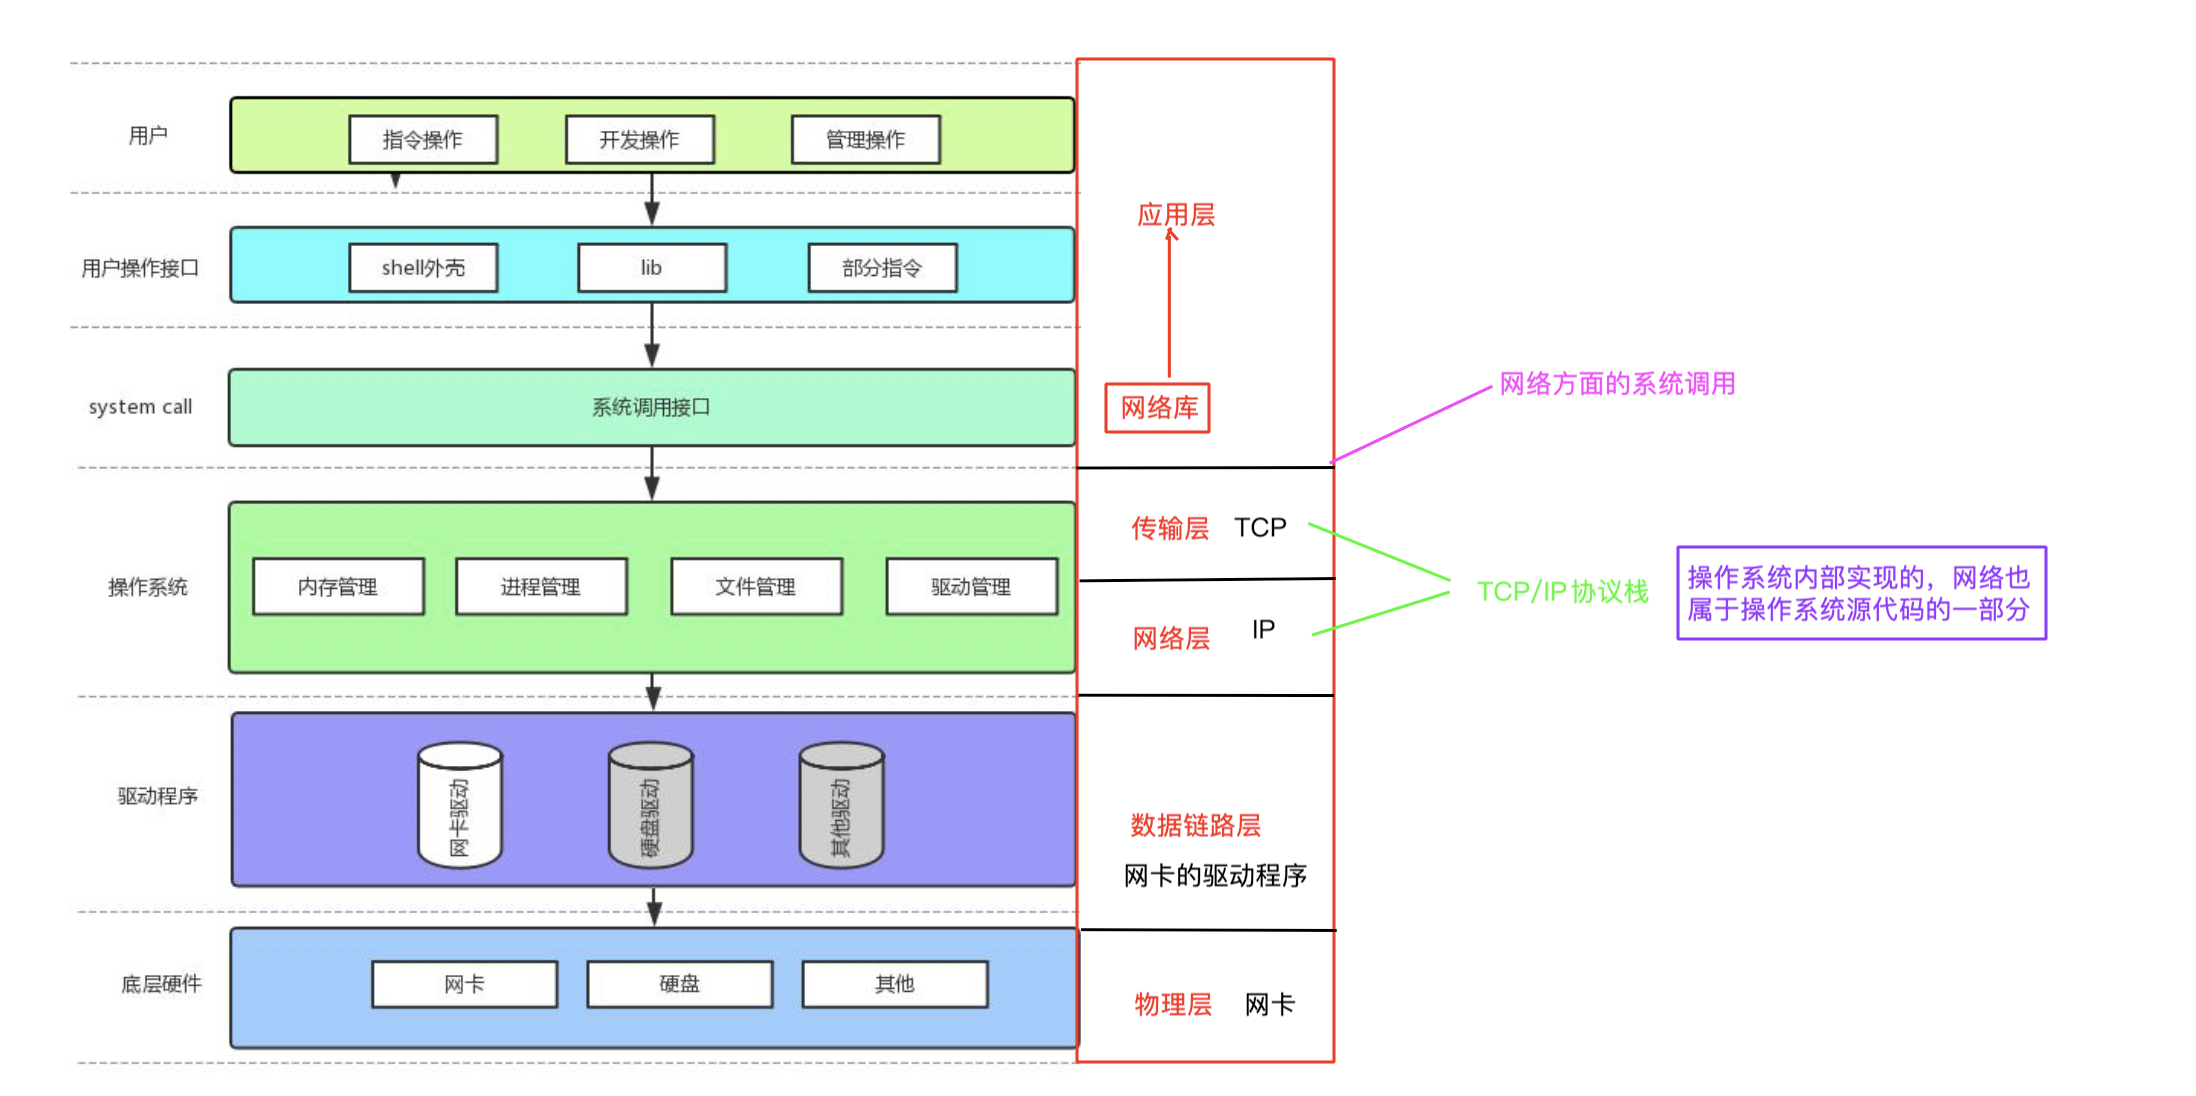 用户
指令操作
开发操作
管理操作
应用层
用户操作接口
shell外壳
lib
部分指令
system call
系统调用接口
网络库
网络方面的系统调用
操作系统
内存管理
进程管理
文件管理
驱动管理
传输层 TCP
网络层 IP
TCP/IP协议栈
操作系统内部实现的，网络也
属于操作系统源代码的一部分
驱动程序
网卡驱动
硬盘驱动
其他驱动
数据链路层
网卡的驱动程序
底层硬件
网卡
硬盘
其他
物理层 网卡